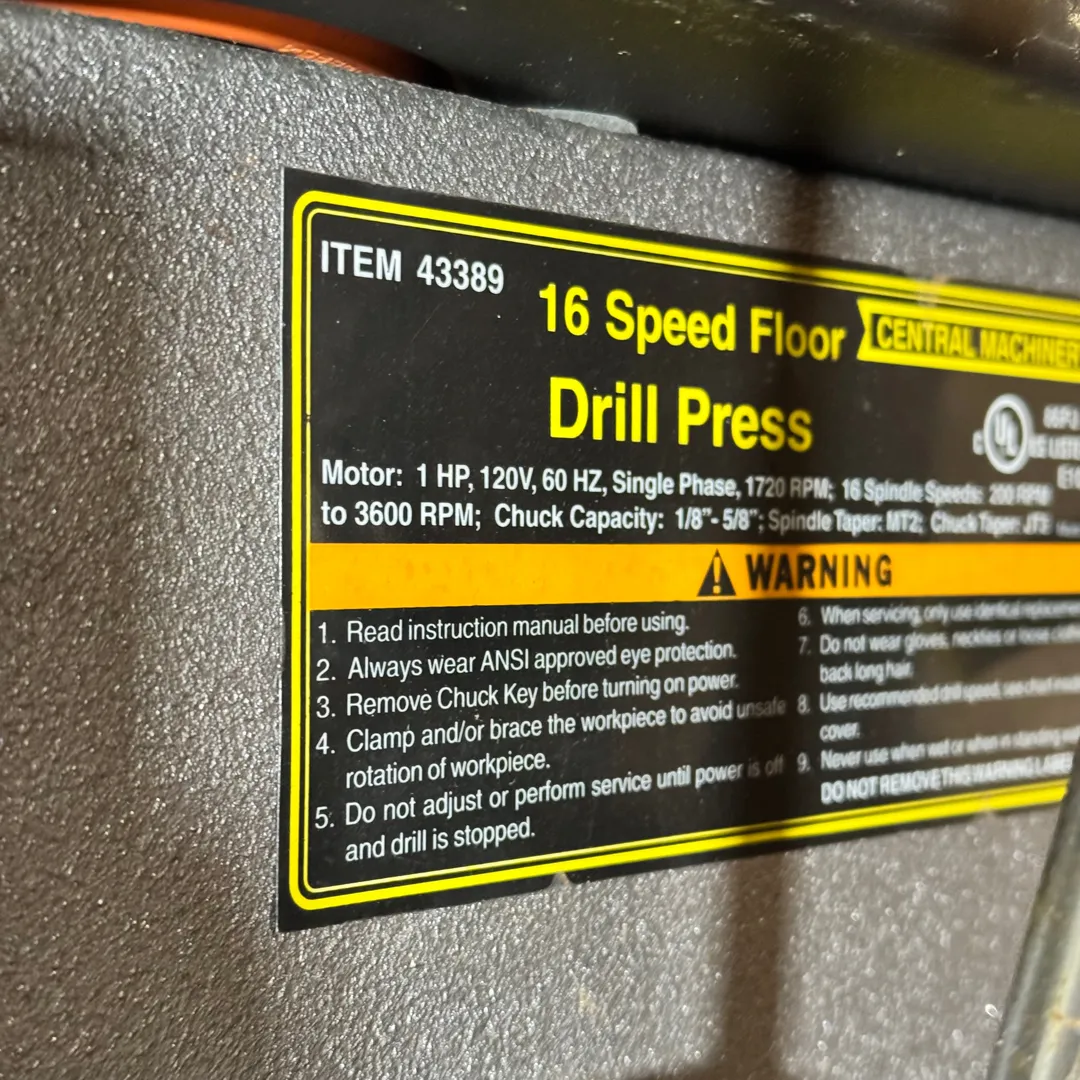 ITEM 43389
16 Speed Floor
CENTRAL MACHINERY
Drill Press
UL
Motor: 1 HP, 120V, 60 HZ, Single Phase, 1720 RPM; 16 Spindle Speeds: 200 RPM
to 3600 RPM; Chuck Capacity: 1/8"- 5/8"; Spindle Taper: MT2; Chuck Taper:
WARNING
1. Read instruction manual before using.
2. Always wear ANSI approved eye protection.
3. Remove Chuck Key before turning on power.
4. Clamp and/or brace the workpiece to avoid unsafe
rotation of workpiece.
5. Do not adjust or perform service until power is off
and drill is stopped.
6. When servicing, only use identical
7. Do not wear gloves, neckties or loose
back long hair.
8. Use recommended drill speed, see chart
cover.
9. Never use when wet or when in standing
DO NOT REMOVE THIS WARNING LABEL